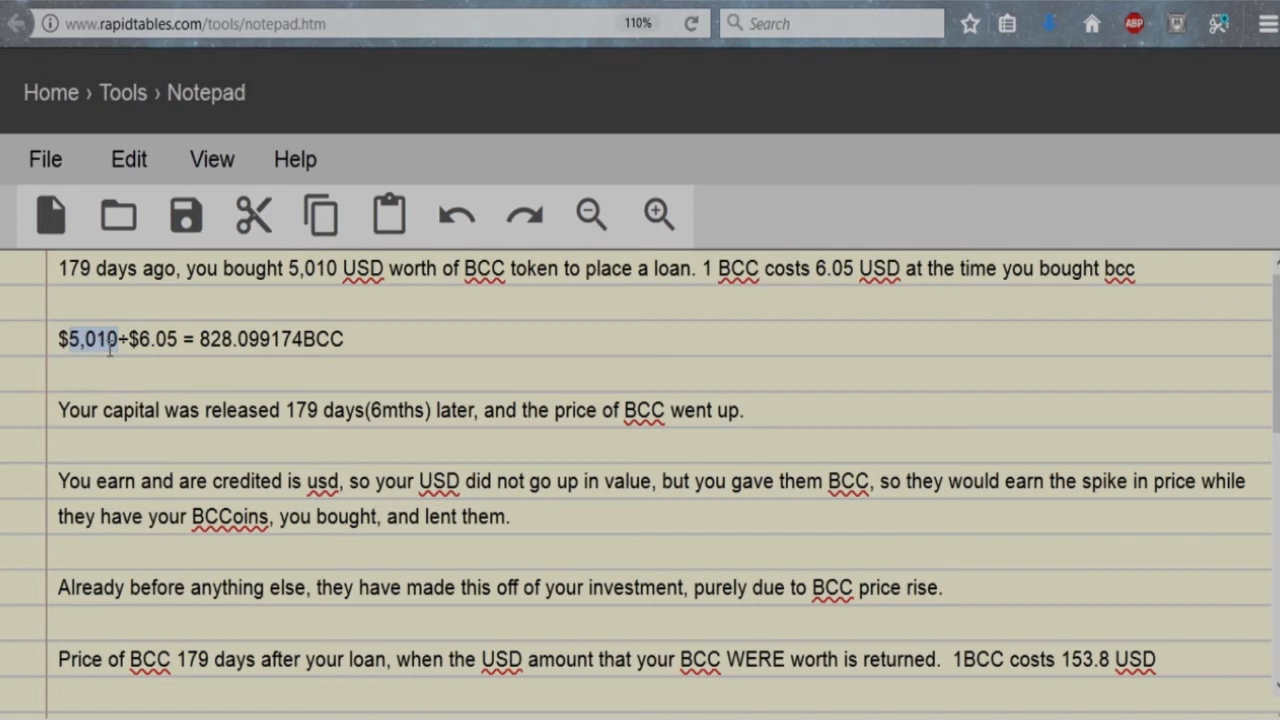 www.rapidtables.com/tools/notepad.htm 110% Search ABP
Home › Tools › Notepad
File Edit View Help
179 days ago, you bought 5,010 USD worth of BCC token to place a loan. 1 BCC costs 6.05 USD at the time you bought bcc
$5,010÷$6.05 = 828.099174BCC
Your capital was released 179 days(6mths) later, and the price of BCC went up.
You earn and are credited is usd, so your USD did not go up in value, but you gave them BCC, so they would earn the spike in price while
they have your BCCoins, you bought, and lent them.
Already before anything else, they have made this off of your investment, purely due to BCC price rise.
Price of BCC 179 days after your loan, when the USD amount that your BCC WERE worth is returned.  1BCC costs 153.8 USD